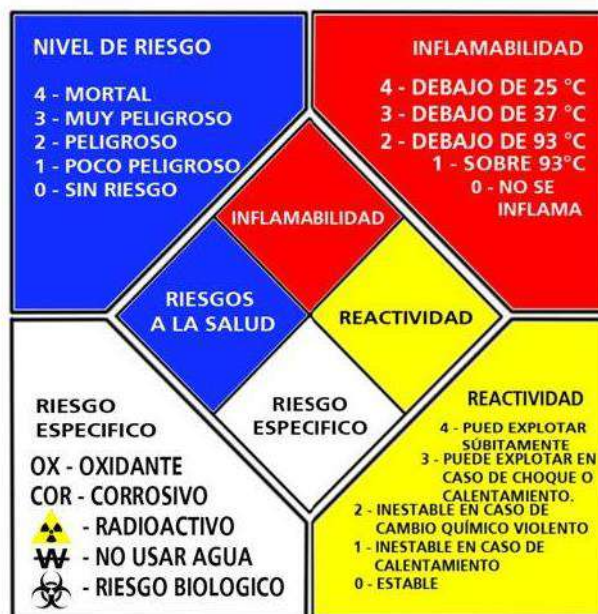 NIVEL DE RIESGO
4 - MORTAL
3 - MUY PELIGROSO
2 - PELIGROSO
1 - POCO PELIGROSO
0 - SIN RIESGO
INFLAMABILIDAD
4 - DEBAJO DE 25 °C
3 - DEBAJO DE 37 °C
2 - DEBAJO DE 93 °C
1 - SOBRE 93°C
0 - NO SE
INFLAMA
INFLAMABILIDAD
RIESGOS
A LA SALUD
REACTIVIDAD
RIESGO
ESPECIFICO
RIESGO
ESPECIFICO
OX - OXIDANTE
COR - CORROSIVO
- RADIOACTIVO
W - NO USAR AGUA
- RIESGO BIOLOGICO
REACTIVIDAD
4 - PUED EXPLOTAR
SÚBITAMENTE
3 - PUEDE EXPLOTAR EN
CASO DE CHOQUE O
CALENTAMIENTO.
2 - INESTABLE EN CASO DE
CAMBIO QUÍMICO VIOLENTO
1 - INESTABLE EN CASO DE
CALENTAMIENTO
0 - ESTABLE